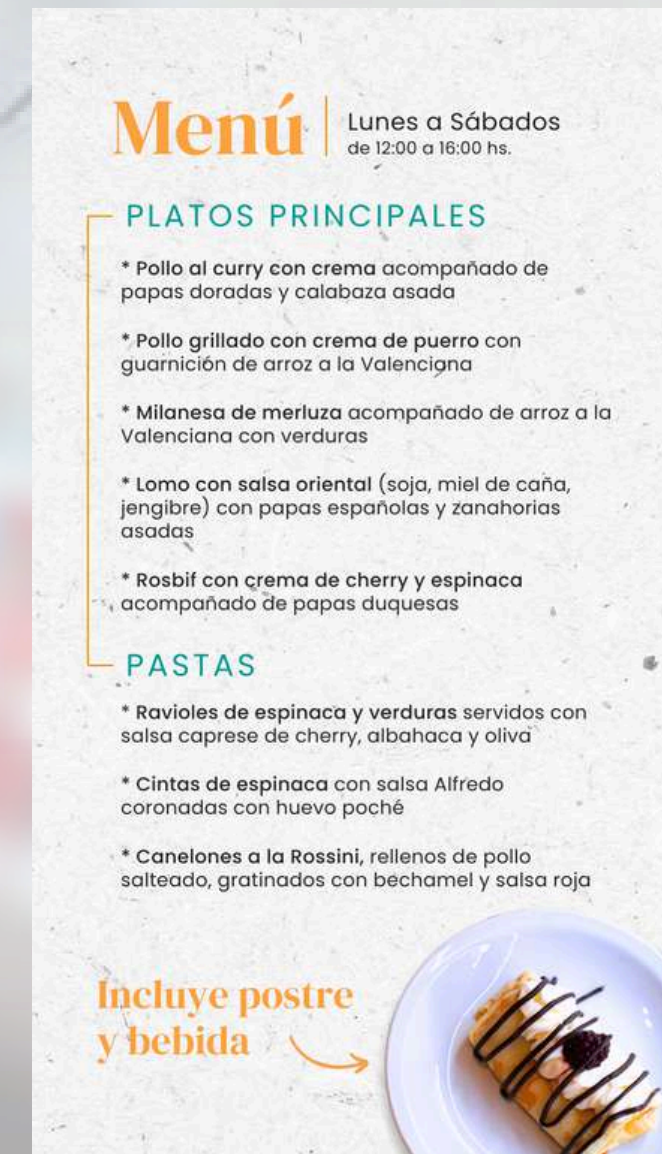 Menú
Lunes a Sábados
de 12:00 a 16:00 hs.
PLATOS PRINCIPALES
* Pollo al curry con crema acompañado de
papas doradas y calabaza asada
* Pollo grillado con crema de puerro con
guarnición de arroz a la Valenciana
* Milanesa de merluza acompañado de arroz a la
Valenciana con verduras
* Lomo con salsa oriental (soja, miel de caña,
jengibre) con papas españolas y zanahorias
asadas
* Rosbif con crema de cherry y espinaca
acompañado de papas duquesas
PASTAS
* Ravioles de espinaca y verduras servidos con
salsa caprese de cherry, albahaca y oliva
* Cintas de espinaca con salsa Alfredo
coronadas con huevo poché
* Canelones a la Rossini, rellenos de pollo
salteado, gratinados con bechamel y salsa roja
Incluye postre
y bebida